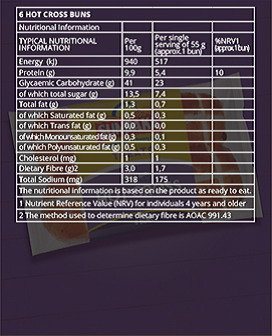 6 HOT CROSS BUNS
Nutritional Information
TYPICAL NUTRITIONAL INFORMATION Per 100g Per single serving of 55 g (approx.1 bun) %NRV1 (approx.1 bun)
Energy (kJ) 940 517
Protein (g) 9,9 5,4 10
Glycaemic Carbohydrate (g) 41 23
of which total sugar (g) 13,5 7,4
Total fat (g) 1,3 0,7
of which Saturated fat (g) 0,5 0,3
of which Trans fat (g) 0,0 0,0
of which Monounsaturated fat (g) 0,3 0,1
of which Polyunsaturated fat (g) 0,5 0,3
Cholesterol (mg) 1 1
Dietary Fibre (g)2 3,0 1,7
Total Sodium (mg) 318 175
The nutritional information is based on the product as ready to eat.
1 Nutrient Reference Value (NRV) for individuals 4 years and older
2 The method used to determine dietary fibre is AOAC 991.43